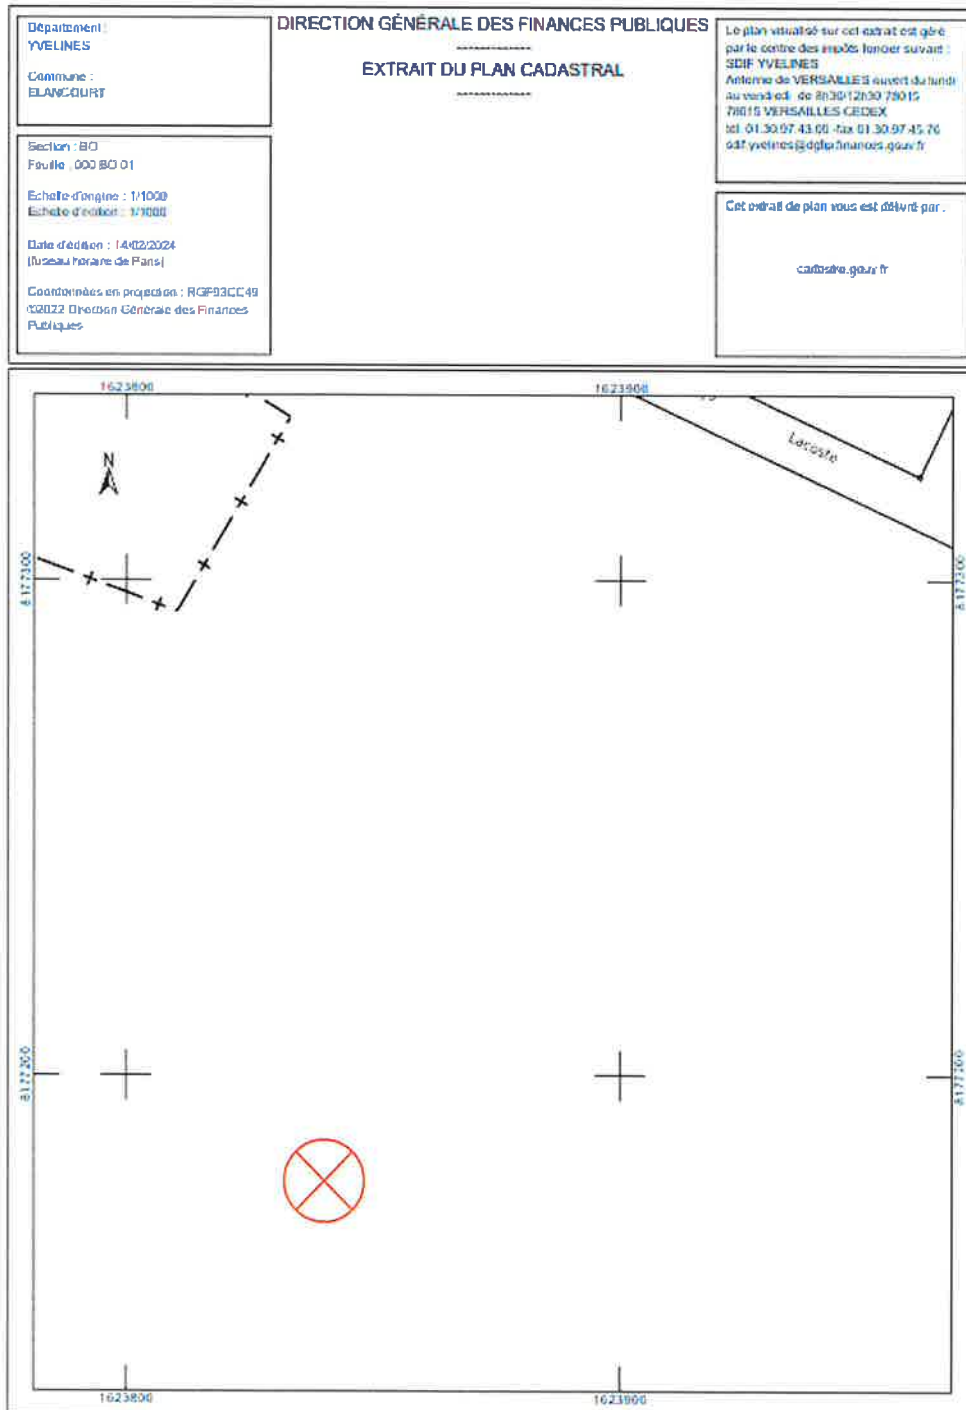 Département :
YVELINES
Commune :
ELANCOURT
Section : BO
Feuille : 000 BO 01
Echelle d'origine : 1/1000
Echelle d'édition : 1/1000
Date d'édition : 14/02/2024
(fuseau horaire de Paris)
Coordonnées en projection : RGF93CC49
©2022 Direction Générale des Finances
Publiques
DIRECTION GÉNÉRALE DES FINANCES PUBLIQUES
-------------------
EXTRAIT DU PLAN CADASTRAL
-------------------
Le plan visualisé sur cet extrait est géré
par le centre des impôts foncier suivant :
SDIF YVELINES
Antenne de VERSAILLES ouvert du lundi
au vendredi de 8h30/12h30 78015
78015 VERSAILLES CEDEX
tél. 01.30.97.43.00 -fax 01.30.97.45.76
sdif.yvelines@dgfip.finances.gouv.fr
Cet extrait de plan vous est délivré par :
cadastre.gouv.fr
1623800
1623900
N
Lacoste
8177300
8177300
8177200
8177200
1623800
1623900